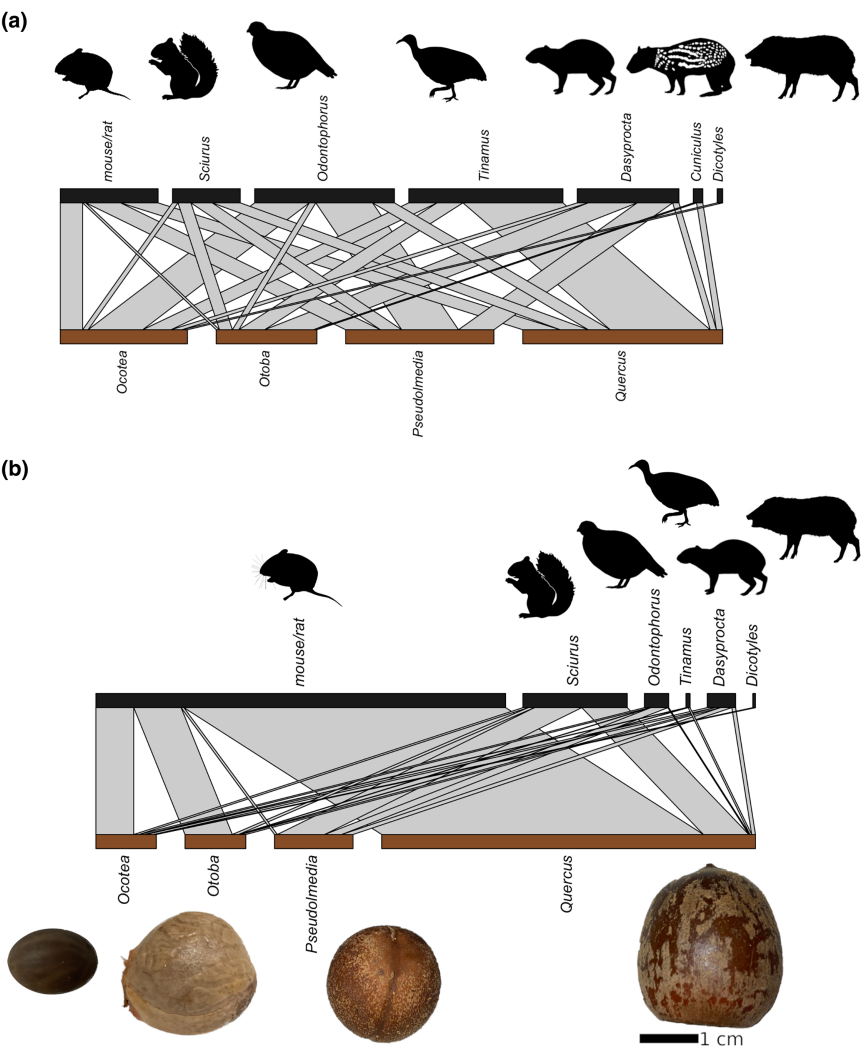 (a)
mouse/rat
Sciurus
Odontophorus
Tinamus
Dasyprocta
Cuniculus
Dicotyles
Ocotea
Otoba
Pseudolmedia
Quercus
(b)
mouse/rat
Sciurus
Odontophorus
Tinamus
Dasyprocta
Dicotyles
Ocotea
Otoba
Pseudolmedia
Quercus
1 cm